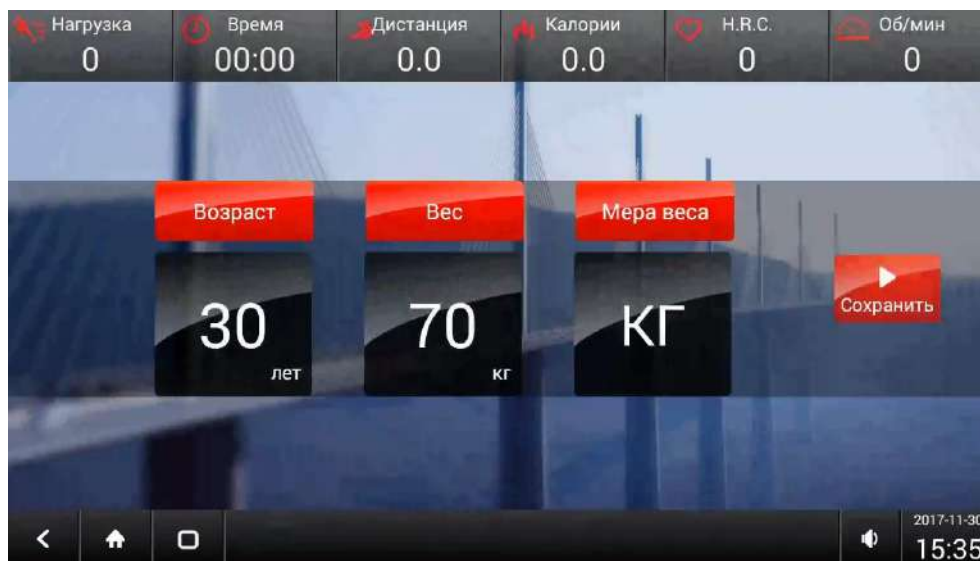 Нагрузка
0
Время
00:00
Дистанция
0.0
Калории
0.0
H.R.C.
0
Об/мин
0
Возраст
30
лет
Вес
70
кг
Мера веса
КГ
Сохранить
2017-11-30
15:35